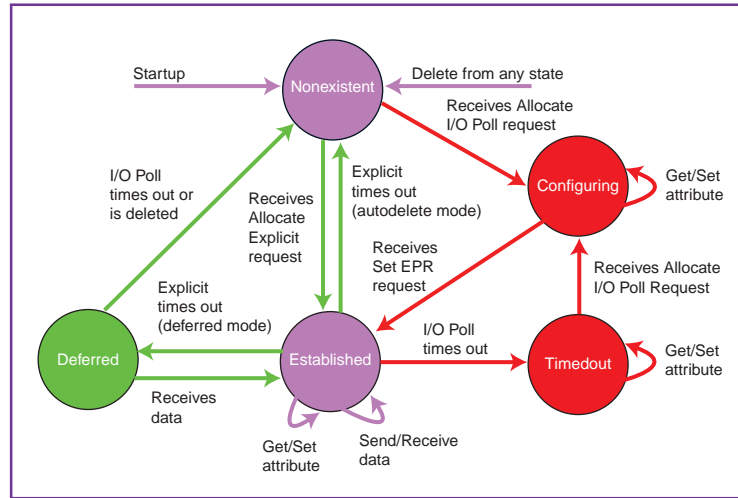 Startup
Nonexistent
Delete from any state
Receives Allocate
I/O Poll request
I/O Poll
times out or
is deleted
Receives
Allocate
Explicit
request
Explicit
times out
(autodelete mode)
Configuring
Get/Set
attribute
Receives
Set EPR
request
Receives Allocate
I/O Poll Request
Explicit
times out
(deferred mode)
I/O Poll
times out
Deferred
Established
Timedout
Get/Set
attribute
Receives
data
Get/Set
attribute
Send/Receive
data